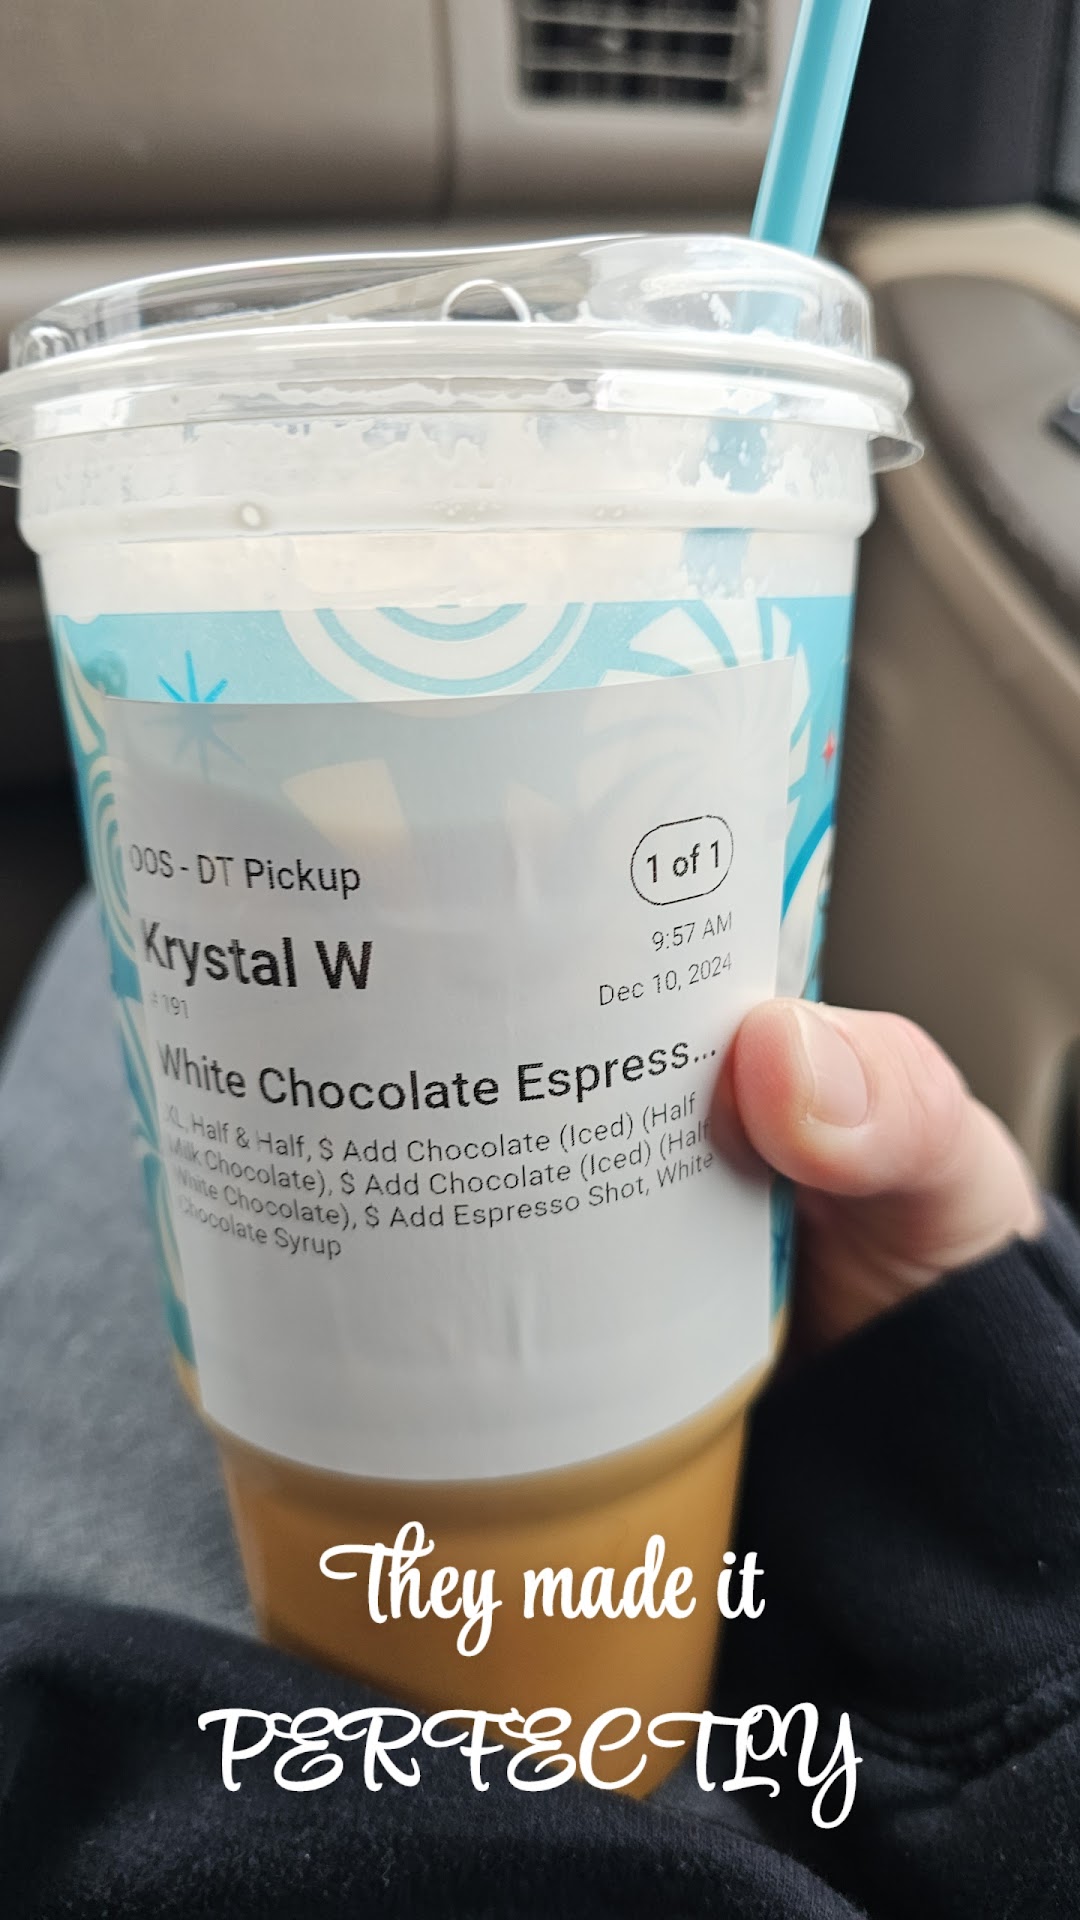 OOS - DT Pickup
1 of 1
Krystal W
9:57 AM
Dec 10, 2024
# 191
White Chocolate Espress...
XL, Half & Half, $ Add Chocolate (Iced) (Half
Milk Chocolate), $ Add Chocolate (Iced) (Half
White Chocolate), $ Add Espresso Shot, White
Chocolate Syrup
They made it
PERFECTLY